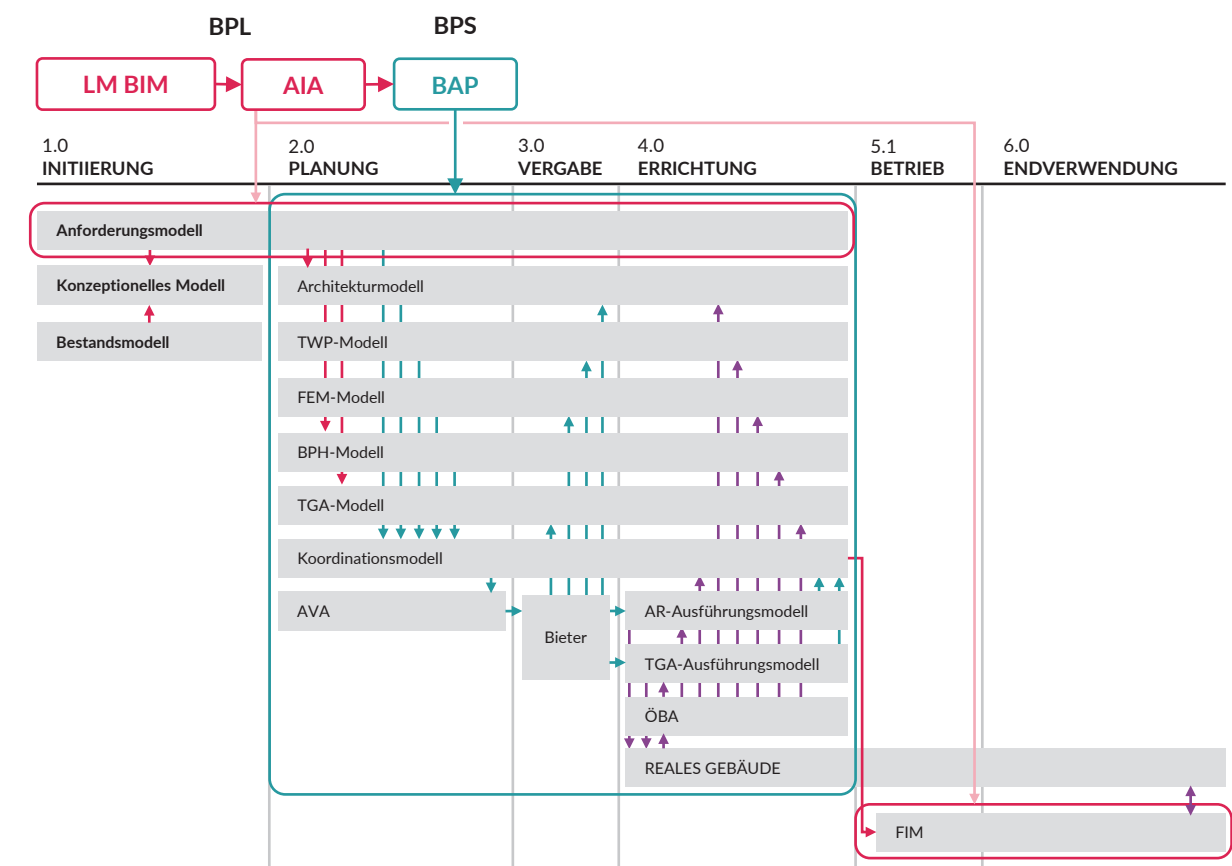 BPL
BPS
LM BIM
AIA
BAP
1.0
INITIIERUNG
2.0
PLANUNG
3.0
VERGABE
4.0
ERRICHTUNG
5.1
BETRIEB
6.0
ENDVERWENDUNG
Anforderungsmodell
Konzeptionelles Modell
Architekturmodell
Bestandsmodell
TWP-Modell
FEM-Modell
BPH-Modell
TGA-Modell
Koordinationsmodell
AVA
Bieter
AR-Ausführungsmodell
TGA-Ausführungsmodell
ÖBA
REALES GEBÄUDE
FIM